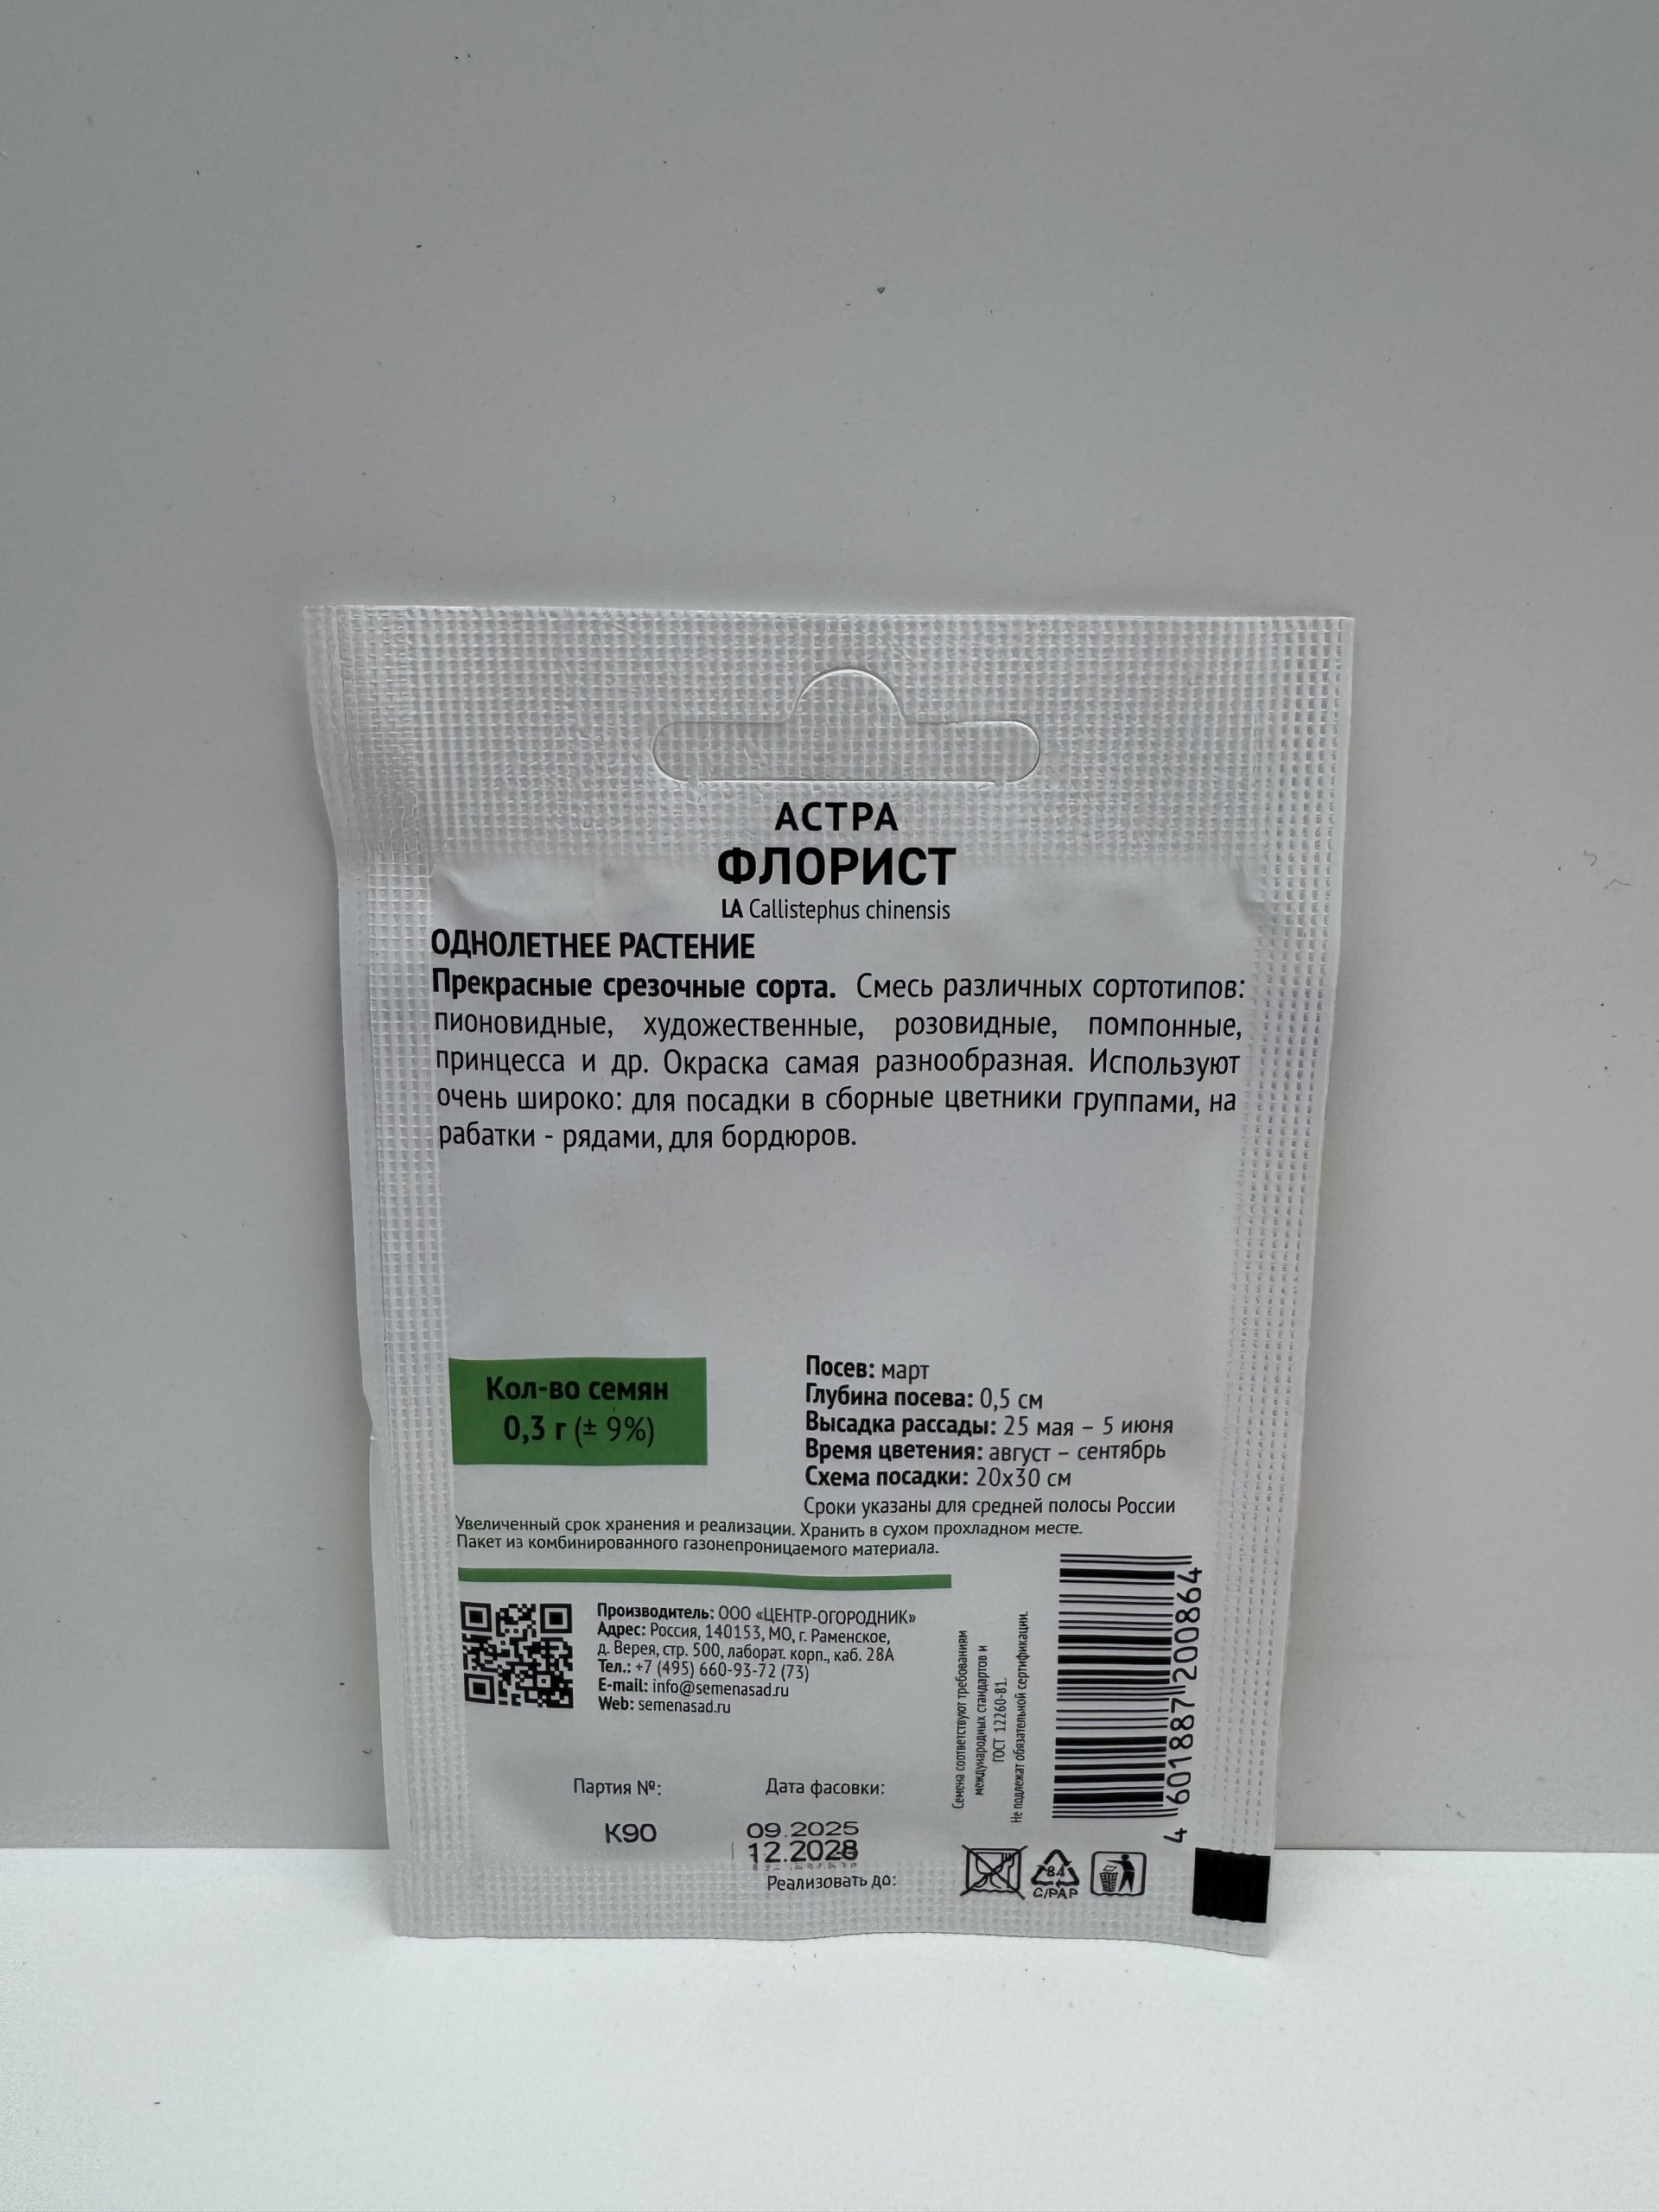 АСТРА
ФЛОРИСТ
LA Callistephus chinensis
ОДНОЛЕТНЕЕ РАСТЕНИЕ
Прекрасные срезочные сорта. Смесь различных сортотипов:
пионовидные, художественные, розовидные, помпонные,
принцесса и др. Окраска самая разнообразная. Используют
очень широко: для посадки в сборные цветники группами, на
рабатки - рядами, для бордюров.
Кол-во семян
0,3 г (± 9%)
Посев: март
Глубина посева: 0,5 см
Высадка рассады: 25 мая – 5 июня
Время цветения: август – сентябрь
Схема посадки: 20х30 см
Сроки указаны для средней полосы России
Увеличенный срок хранения и реализации. Хранить в сухом прохладном месте.
Пакет из комбинированного газонепроницаемого материала.
Производитель: ООО «ЦЕНТР-ОГОРОДНИК»
Адрес: Россия, 140153, МО, г. Раменское,
д. Верея, стр. 500, лаборат. корп., каб. 28А
Тел.: +7 (495) 660-93-72 (73)
E-mail: info@semenasad.ru
Web: semenasad.ru
Семена соответствуют требованиям
международных стандартов и
ГОСТ 12260-81.
Не подлежат обязательной сертификации.
4 601887 200864
Партия №:
Дата фасовки:
К90
09.2025
12.2028
Реализовать до:
84
C/PAP